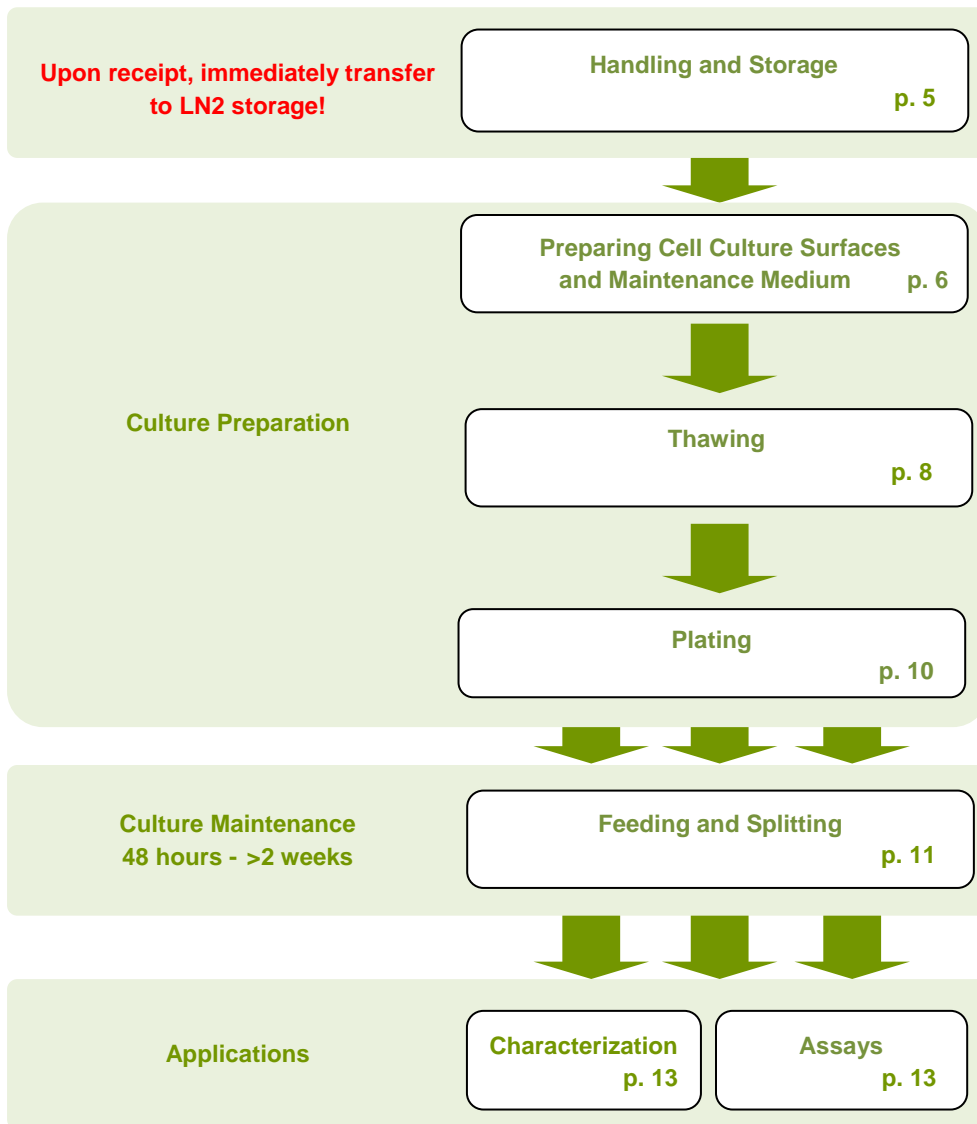 Upon receipt, immediately transfer
to LN2 storage!
Handling and Storage
p. 5
Culture Preparation
Preparing Cell Culture Surfaces
and Maintenance Medium p. 6
Thawing
p. 8
Plating
p. 10
Culture Maintenance
48 hours - >2 weeks
Feeding and Splitting
p. 11
Applications
Characterization
p. 13
Assays
p. 13